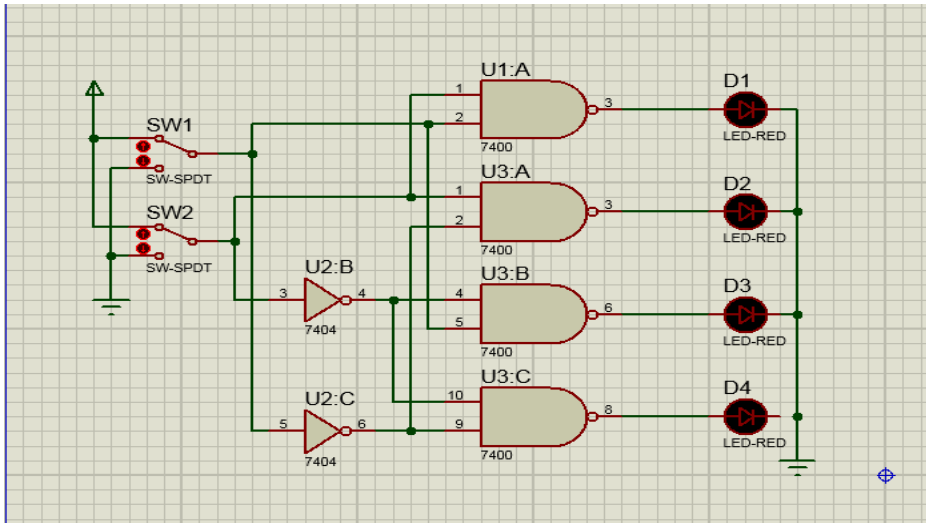 SW1
SW-SPDT
SW2
SW-SPDT
U2:B
3 4
7404
U2:C
5 6
7404
U1:A
1
2
3
7400
U3:A
1
2
3
7400
U3:B
4
5
6
7400
U3:C
10
9
8
7400
D1
LED-RED
D2
LED-RED
D3
LED-RED
D4
LED-RED